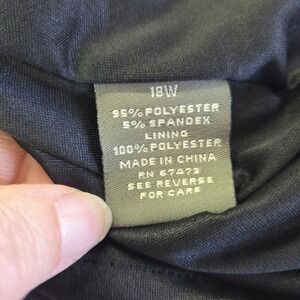 18W
95% POLYESTER
5% SPANDEX
LINING
100% POLYESTER
MADE IN CHINA
RN 67473
SEE REVERSE
FOR CARE